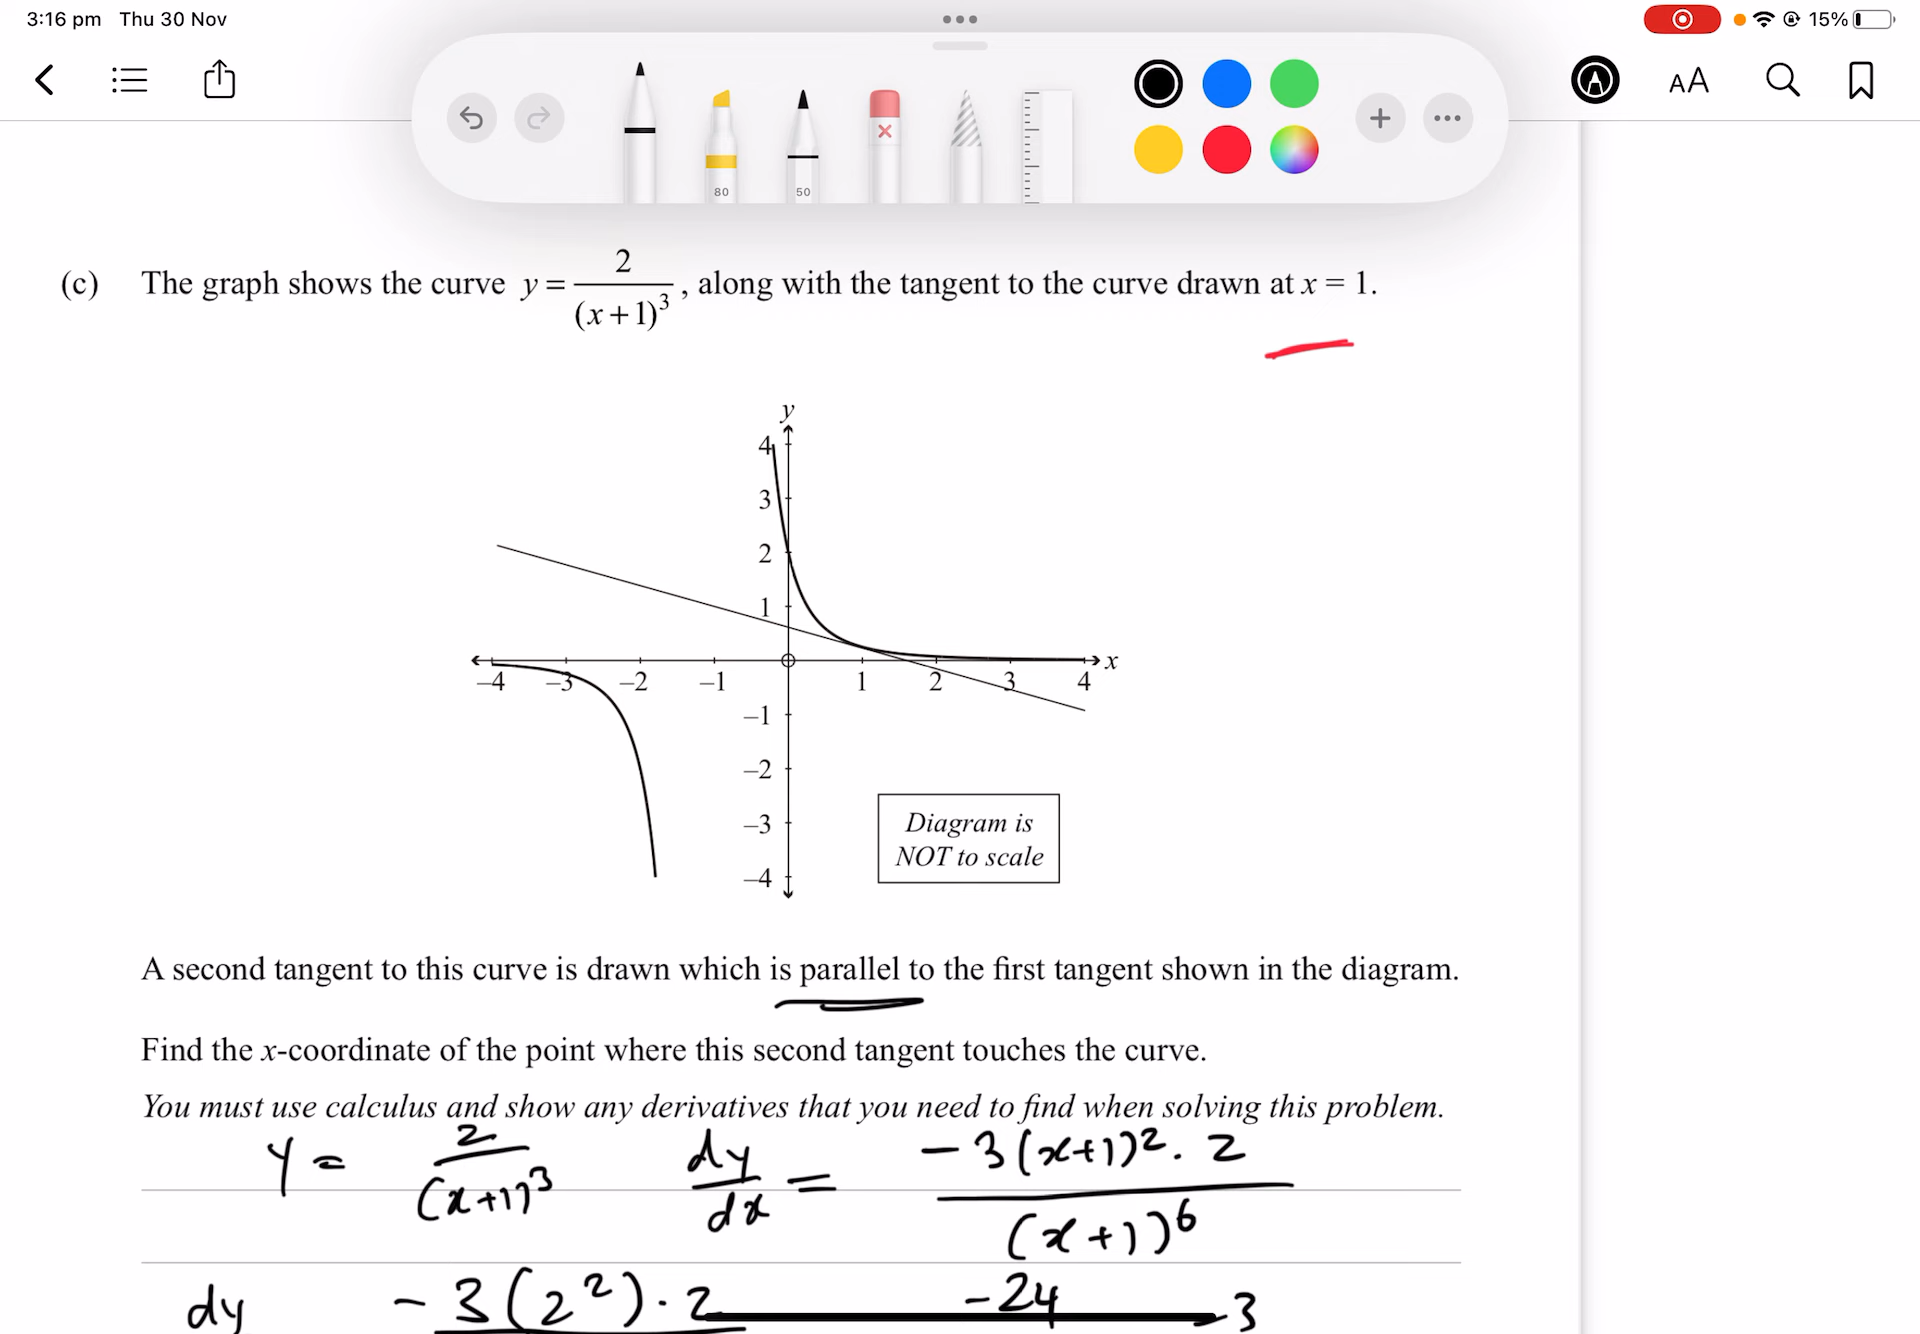 3:16 pm Thu 30 Nov 15%
AA
80 50
(c) The graph shows the curve y = 2/(x+1)³, along with the tangent to the curve drawn at x = 1.
y
4
3
2
1
–4 –3 –2 –1 1 2 3 4 x
–1
–2
–3
–4
Diagram is
NOT to scale
A second tangent to this curve is drawn which is parallel to the first tangent shown in the diagram.
Find the x-coordinate of the point where this second tangent touches the curve.
You must use calculus and show any derivatives that you need to find when solving this problem.
y = 2/(x+1)³ dy/dx = -3(x+1)².2/(x+1)⁶
dy -3(2²).2 -24 -3